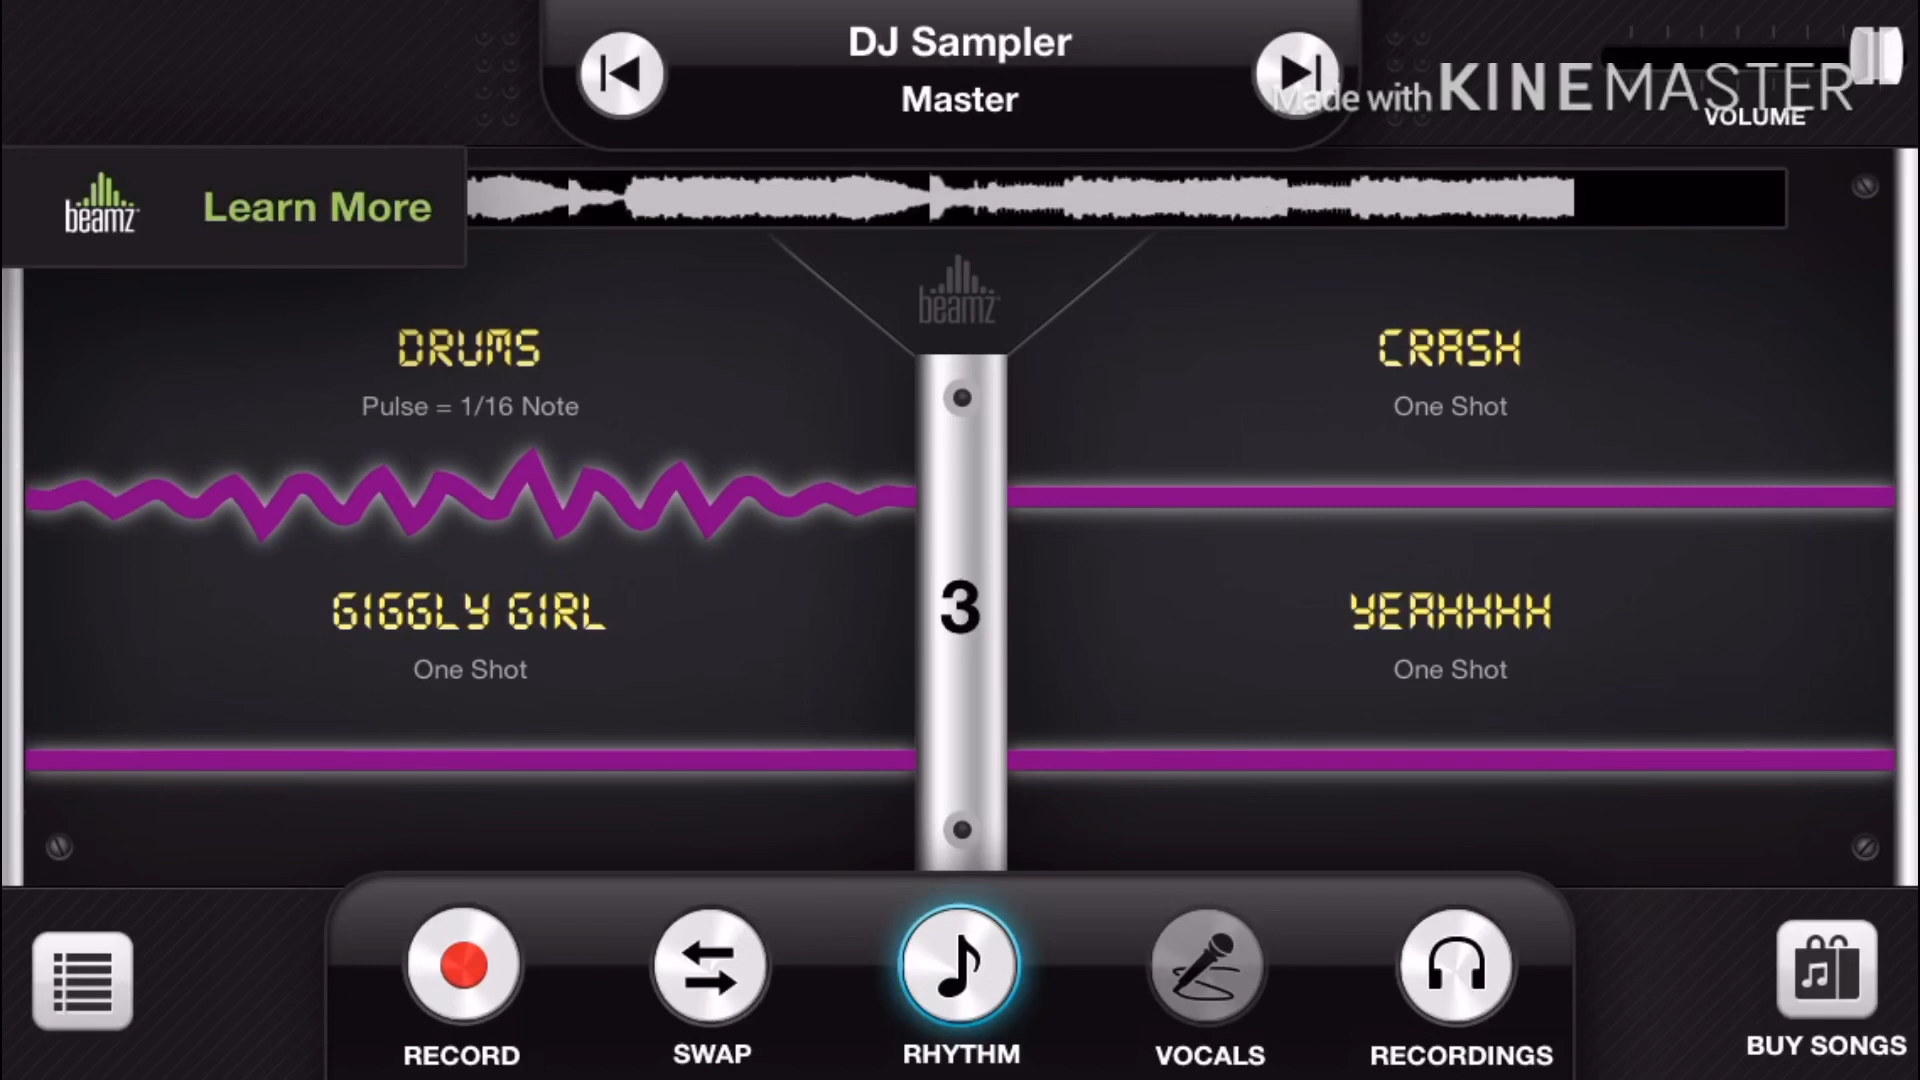 DJ Sampler
Master
Made with KINEMASTER
VOLUME
beamz
Learn More
beamz
DRUMS
Pulse = 1/16 Note
CRASH
One Shot
GIGGLY GIRL
One Shot
3
YEAHHHH
One Shot
RECORD
SWAP
RHYTHM
VOCALS
RECORDINGS
BUY SONGS